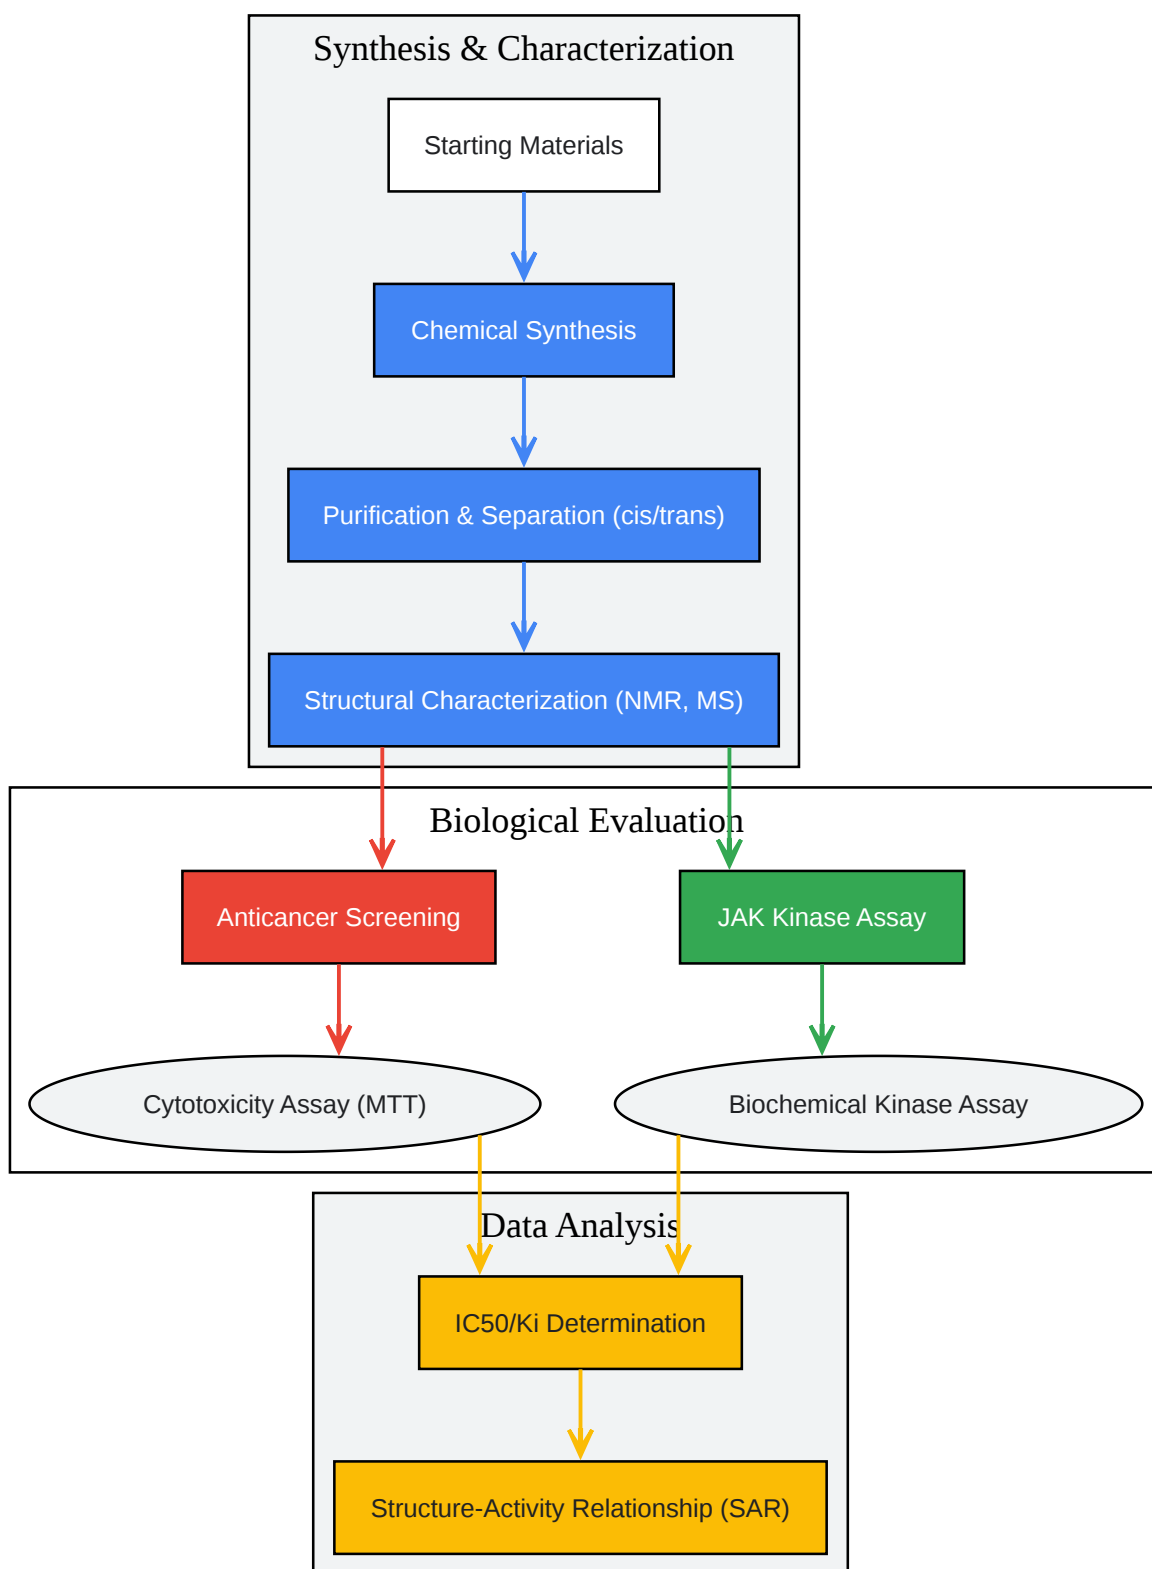 Synthesis & Characterization
Starting Materials
Chemical Synthesis
Purification & Separation (cis/trans)
Structural Characterization (NMR, MS)
Biological Evaluation
Anticancer Screening
JAK Kinase Assay
Cytotoxicity Assay (MTT)
Biochemical Kinase Assay
Data Analysis
IC50/Ki Determination
Structure-Activity Relationship (SAR)